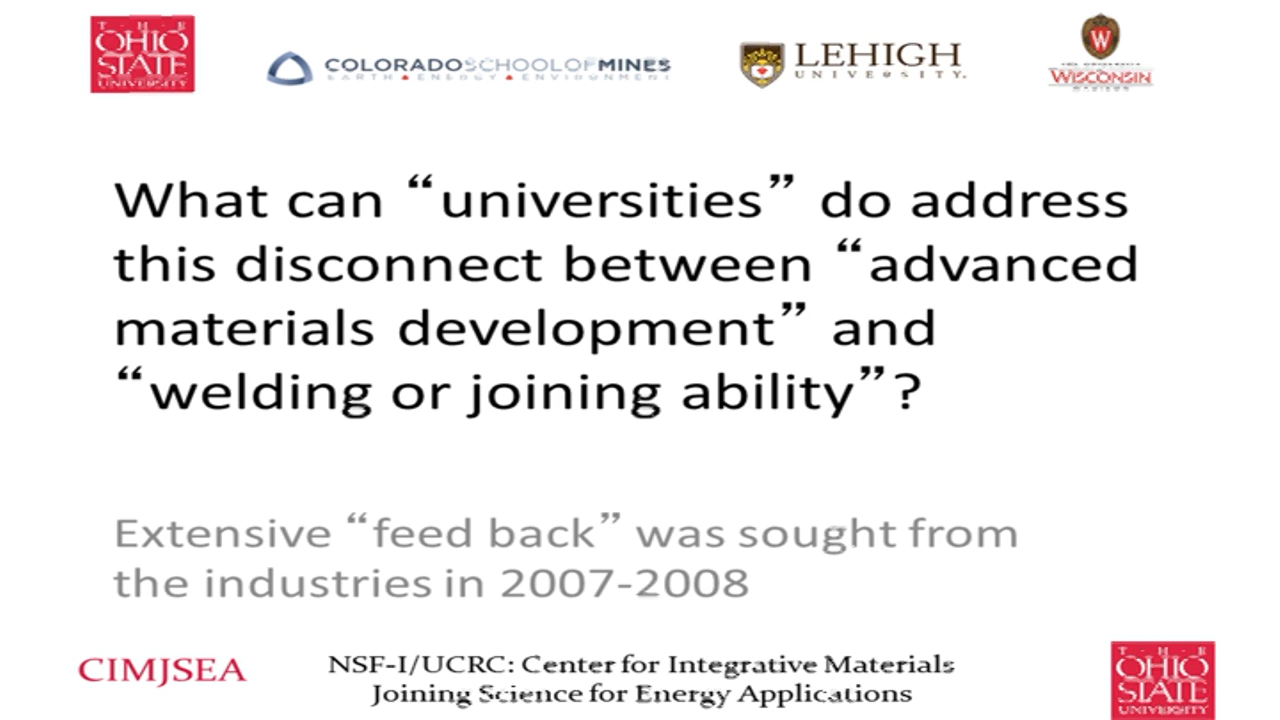 THE
OHIO
STATE
UNIVERSITY
COLORADOSCHOOLOFMINES
EARTH ENERGY ENVIRONMENT
LEHIGH
UNIVERSITY.
W
WISCONSIN
MADISON
What can “universities” do address
this disconnect between “advanced
materials development” and
“welding or joining ability”?
Extensive “feed back” was sought from
the industries in 2007-2008
CIMJSEA
NSF-I/UCRC: Center for Integrative Materials
Joining Science for Energy Applications
THE
OHIO
STATE
UNIVERSITY